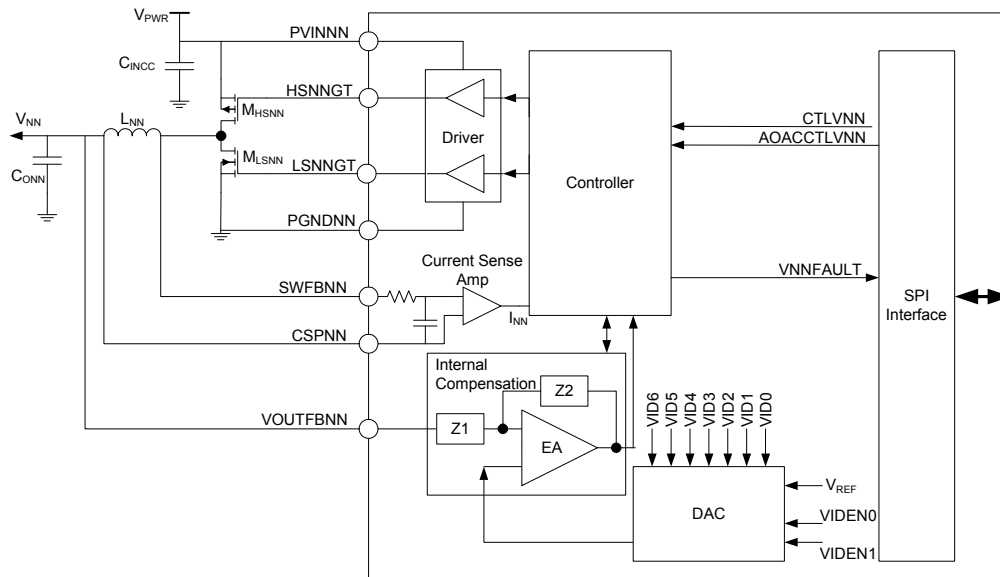 VPWR
PVINNN
CINCC
HSNNGT
MHSNN
Driver
VNN
LNN
MLSNN
LSNNGT
CONN
PGNDNN
Controller
CTLVNN
AOACCTLVNN
VNNFAULT
SPI
Interface
Current Sense
Amp
SWFBNNN
INN
CSPNN
Internal
Compensation
Z2
Z1
VOUTFBNN
EA
VID6
VID5
VID4
VID3
VID2
VID1
VID0
DAC
VREF
VIDEN0
VIDEN1